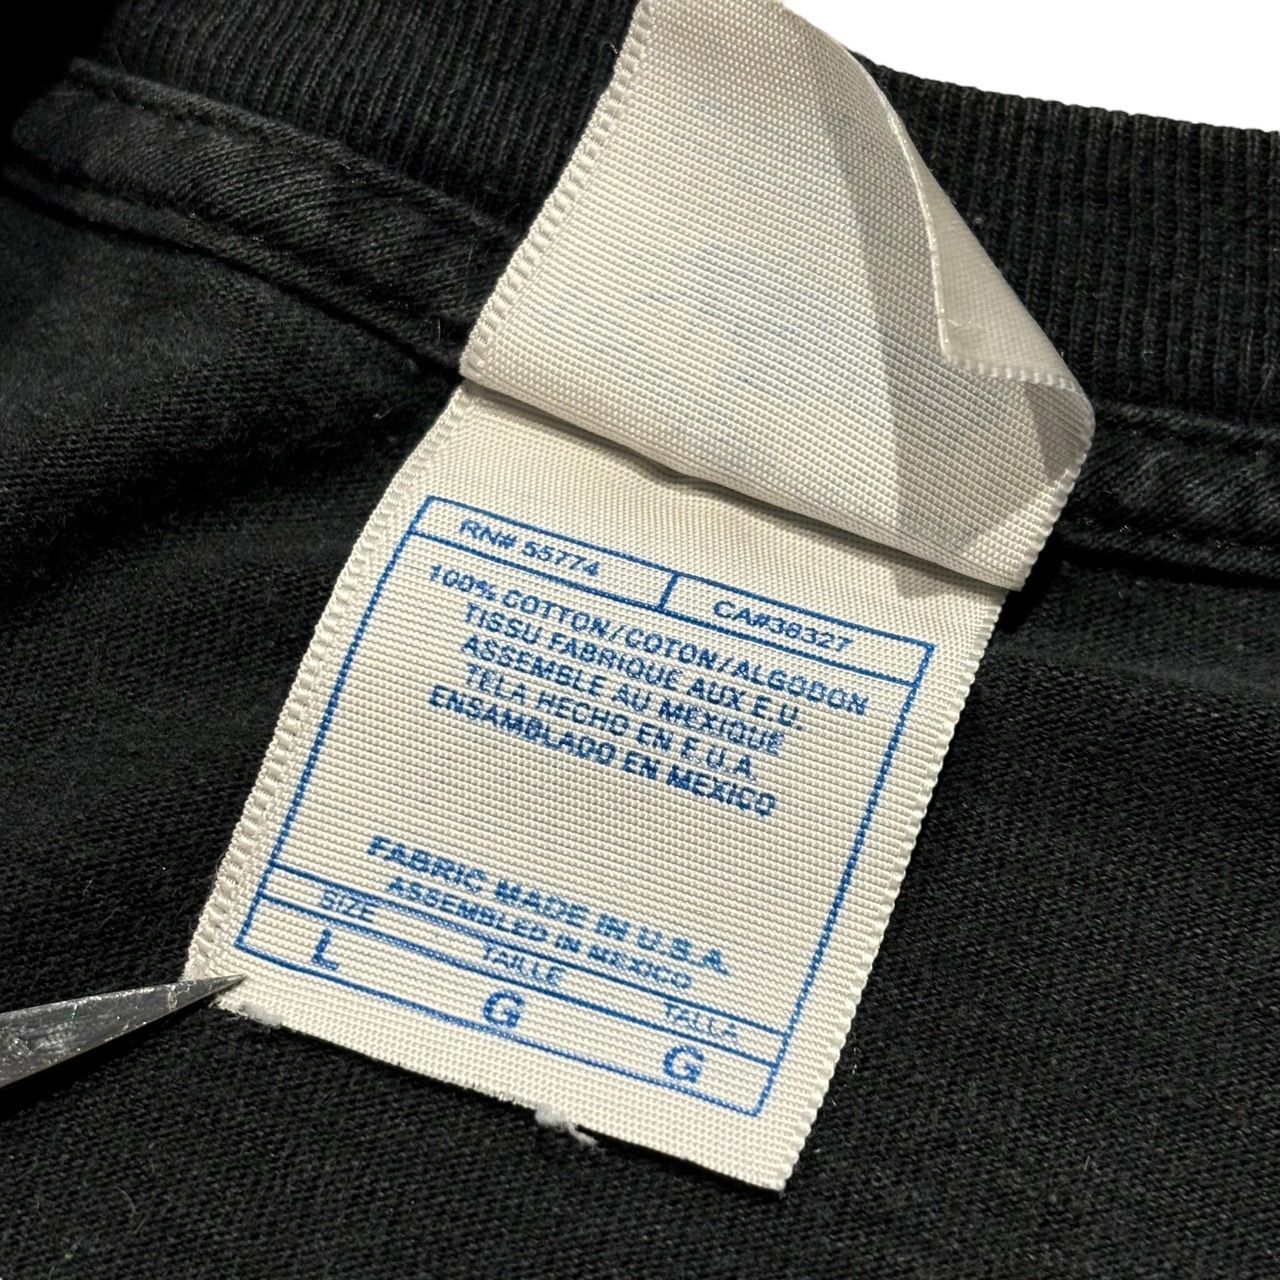 RN# 55774 CA#38327
100% COTTON/COTON/ALGODON
TISSU FABRIQUE AUX E.U.
ASSEMBLE AU MEXIQUE
TELA HECHO EN E.U.A.
ENSAMBLADO EN MEXICO
FABRIC MADE IN U.S.A.
ASSEMBLED IN MEXICO
SIZE TAILLE TALLA
L G G